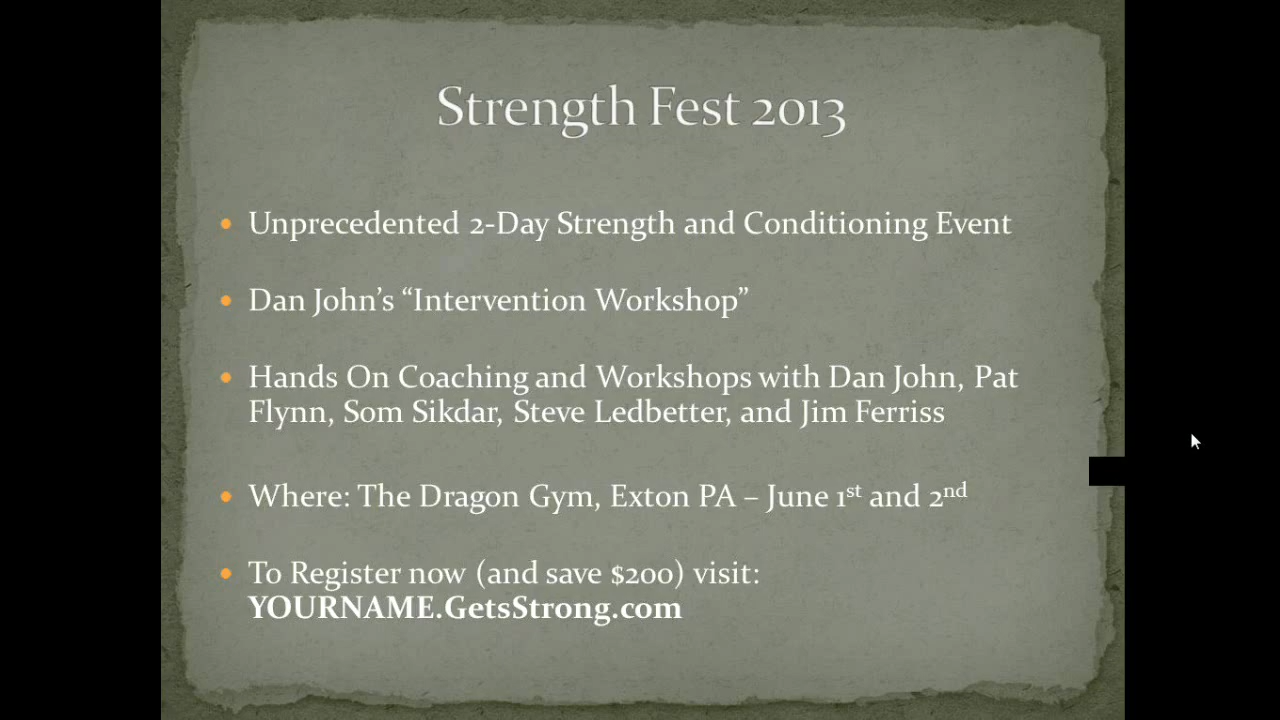 Strength Fest 2013
• Unprecedented 2-Day Strength and Conditioning Event
• Dan John’s “Intervention Workshop”
• Hands On Coaching and Workshops with Dan John, Pat
Flynn, Som Sikdar, Steve Ledbetter, and Jim Ferriss
• Where: The Dragon Gym, Exton PA – June 1st and 2nd
• To Register now (and save $200) visit:
YOURNAME.GetsStrong.com